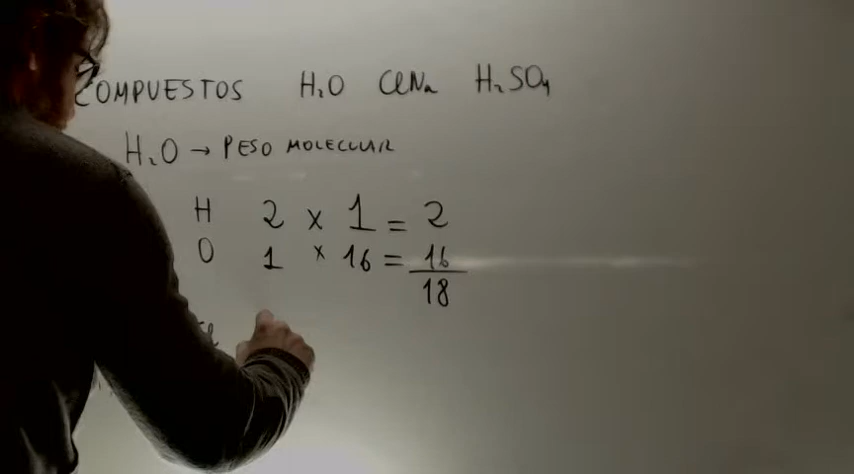 COMPUESTOS H₂O ClNa H₂SO₄
H₂O → PESO MOLECULAR
H 2 x 1 = 2
O 1 x 16 = 16
18